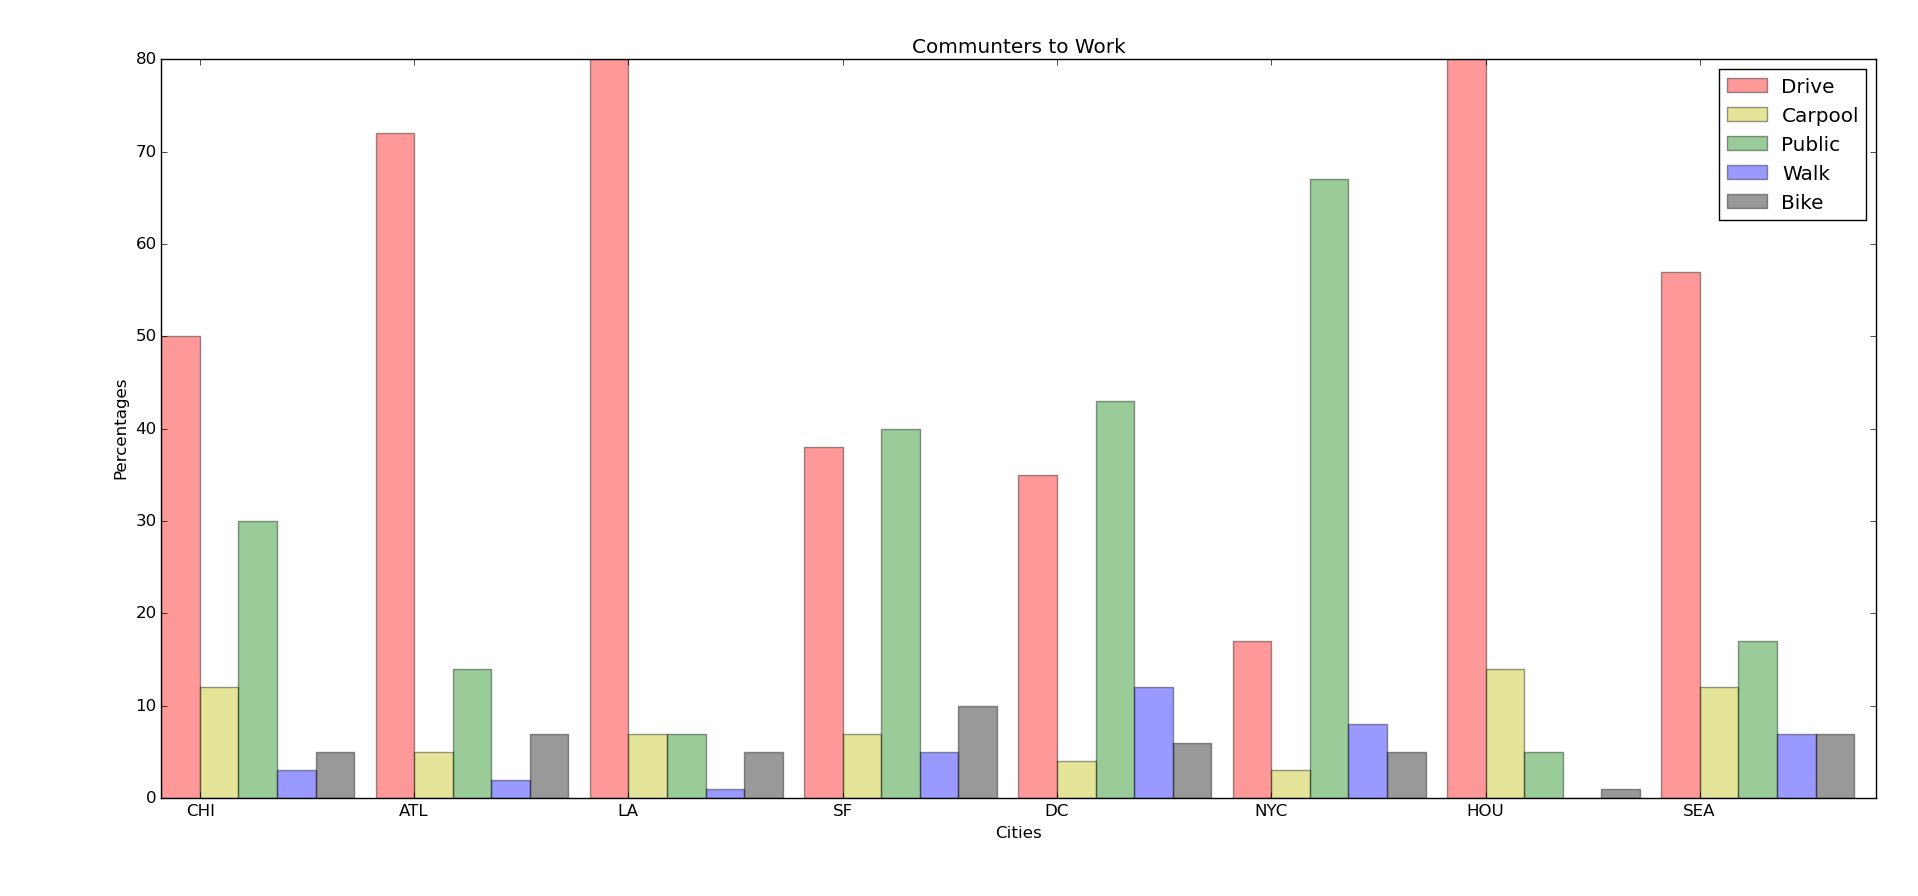 Communters to Work
80
70
60
50
40
30
20
10
0
Percentages
Drive
Carpool
Public
Walk
Bike
CHI ATL LA SF DC NYC HOU SEA
Cities